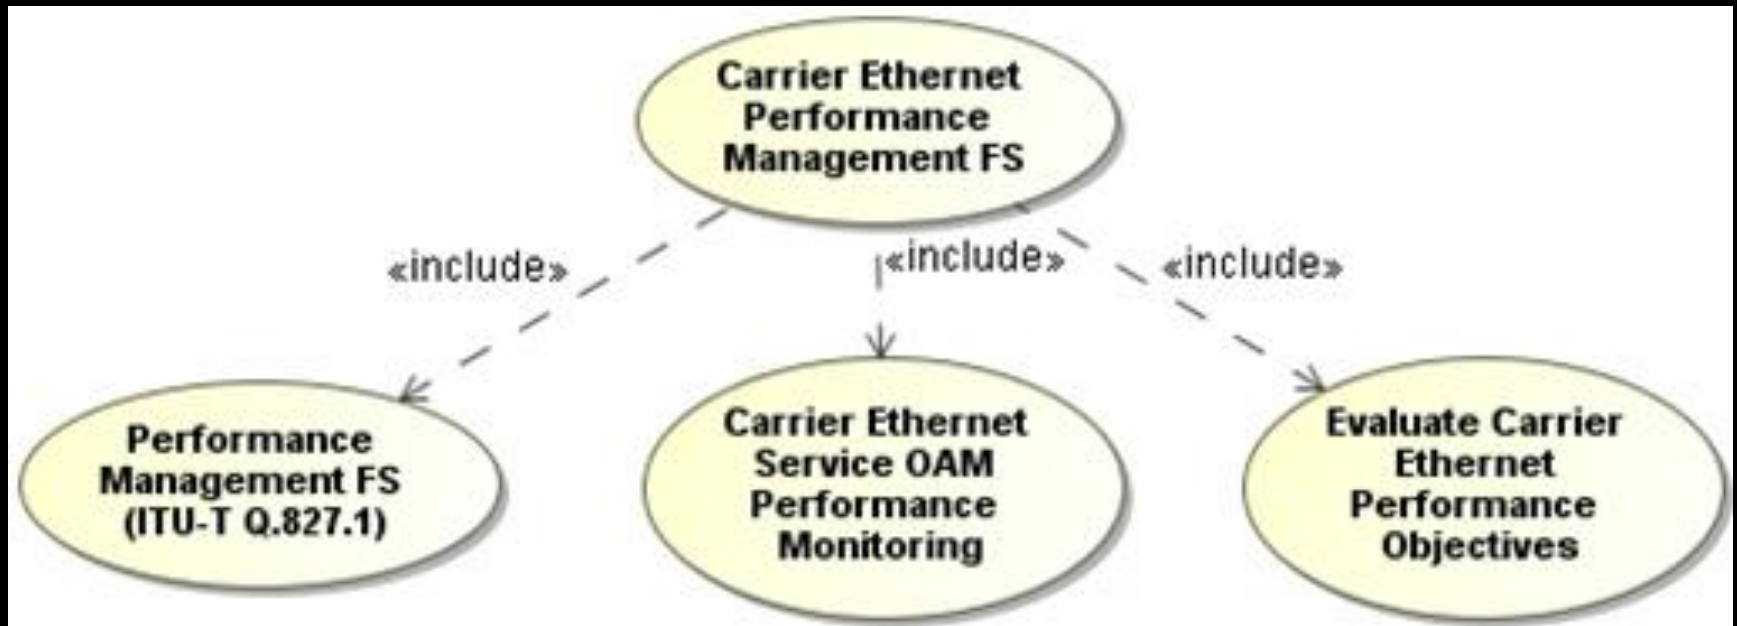 Carrier Ethernet
Performance
Management FS
«include»
«include»
«include»
Performance
Management FS
(ITU-T Q.827.1)
Carrier Ethernet
Service OAM
Performance
Monitoring
Evaluate Carrier
Ethernet
Performance
Objectives